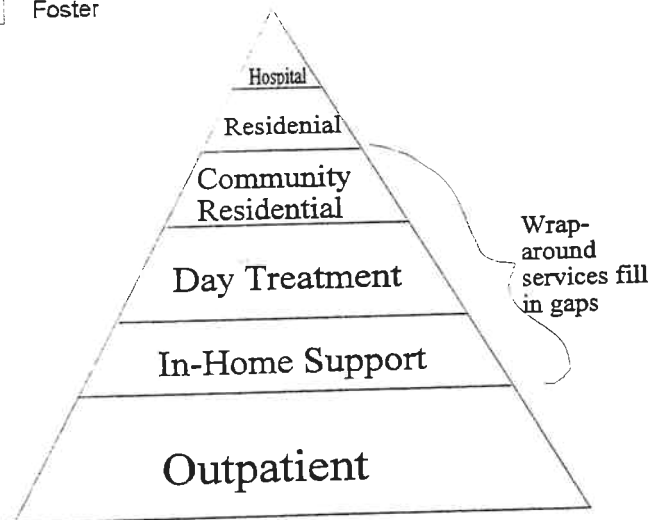 Foster
Hospital
Residenial
Community
Residential
Day Treatment
In-Home Support
Outpatient
Wrap-
around
services fill
in gaps